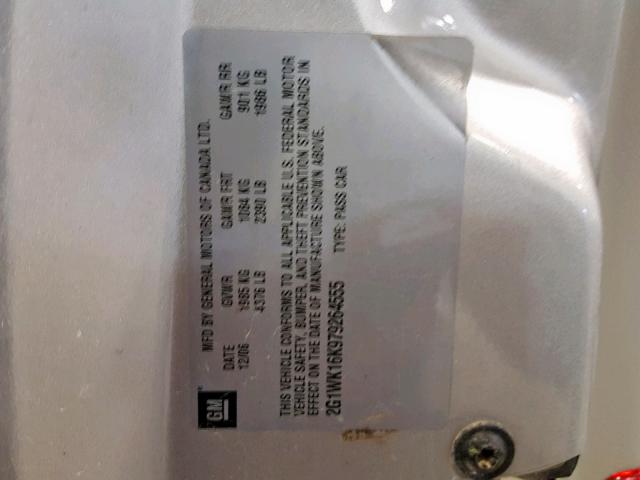 GM
MFD BY GENERAL MOTORS OF CANADA LTD.
DATE GVWR GAWR FRT GAWR RR
12/06 1985 KG 1084 KG 901 KG
4376 LB 2390 LB 1986 LB
THIS VEHICLE CONFORMS TO ALL APPLICABLE U.S. FEDERAL MOTOR
VEHICLE SAFETY, BUMPER, AND THEFT PREVENTION STANDARDS IN
EFFECT ON THE DATE OF MANUFACTURE SHOWN ABOVE.
2G1WK16K979264555 TYPE: PASS CAR